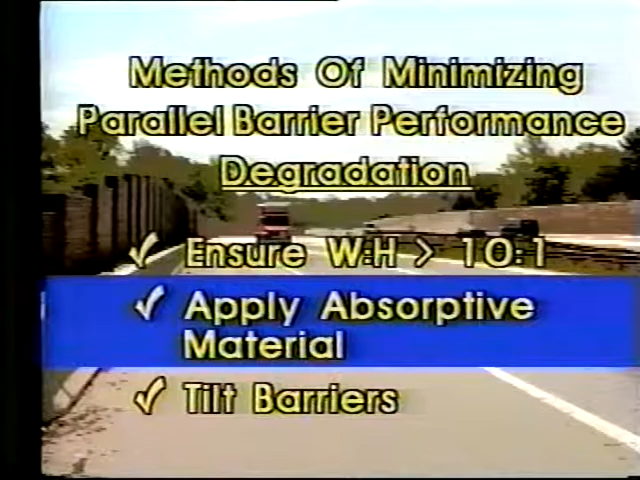 Methods Of Minimizing
Parallel Barrier Performance
Degradation
✓ Ensure W:H > 10:1
✓ Apply Absorptive
Material
✓ Tilt Barriers